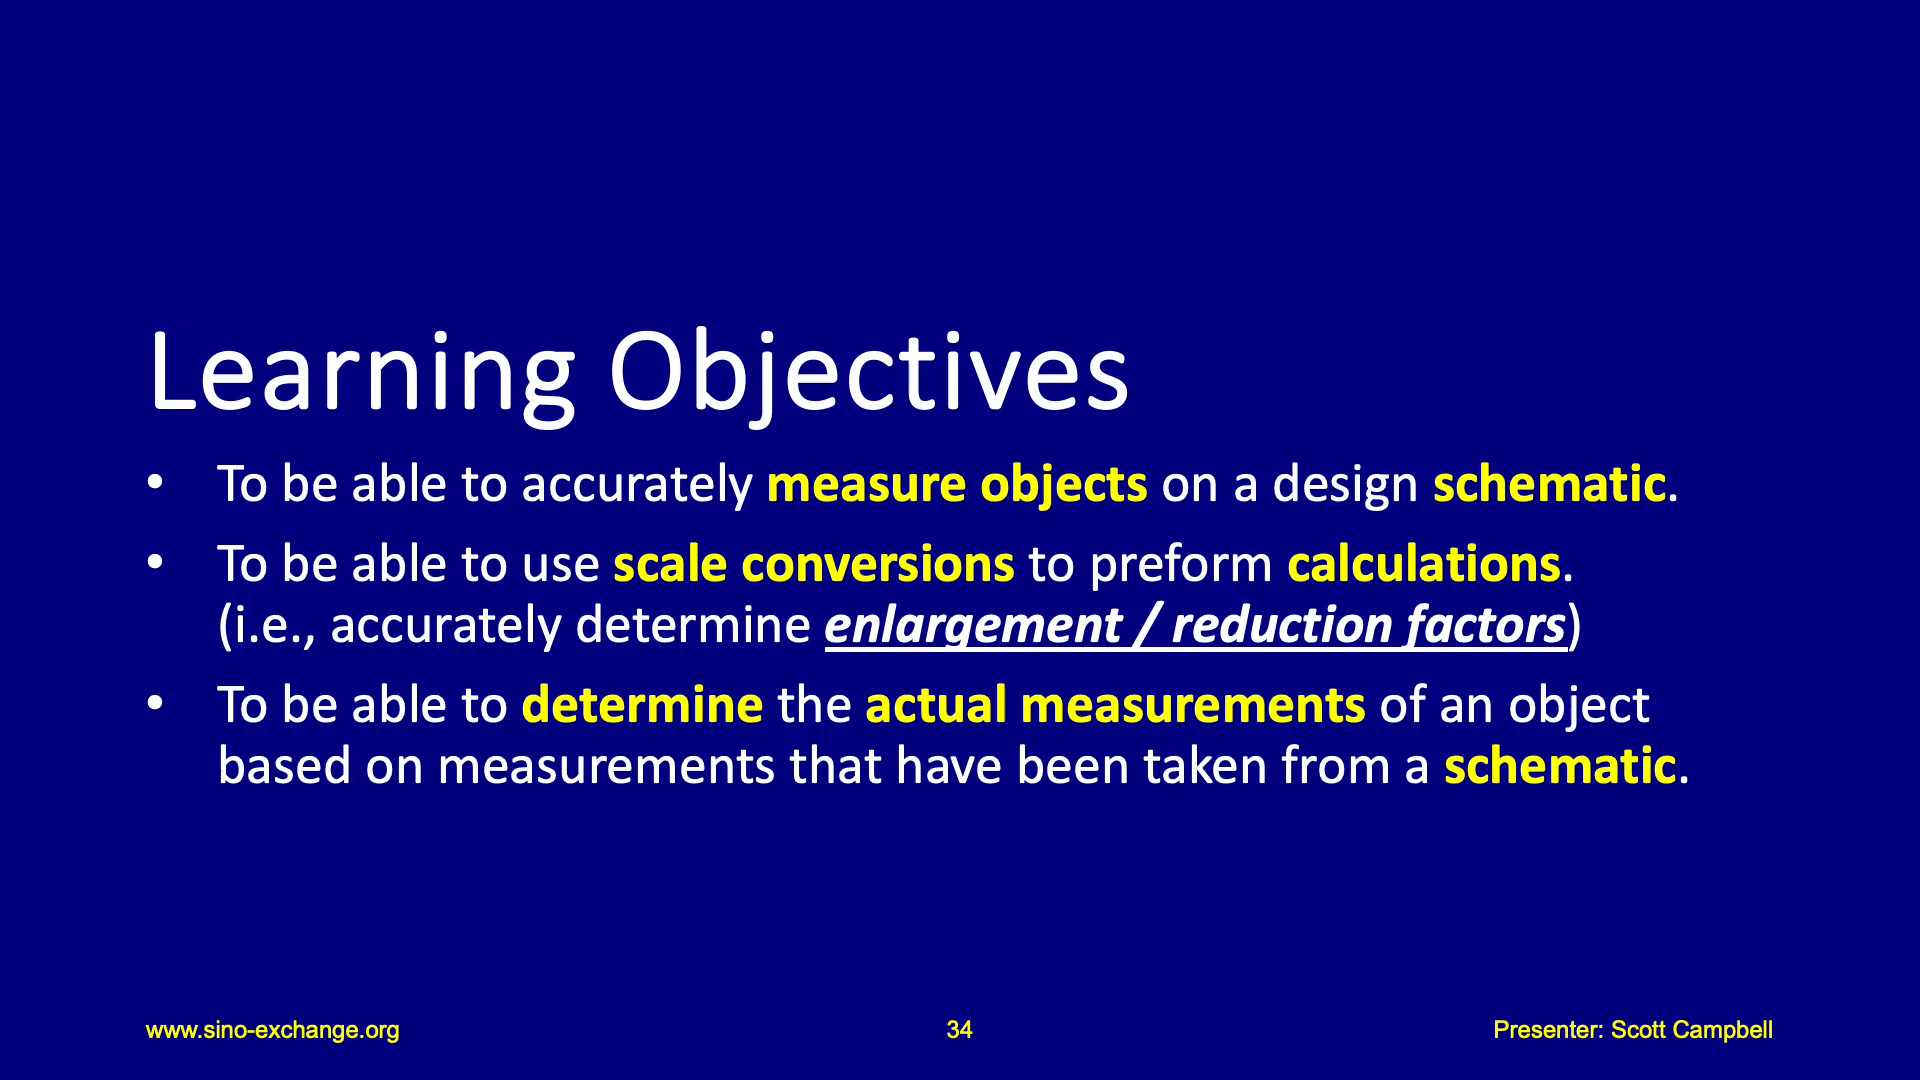 Learning Objectives
• To be able to accurately measure objects on a design schematic.
• To be able to use scale conversions to preform calculations.
(i.e., accurately determine enlargement / reduction factors)
• To be able to determine the actual measurements of an object
based on measurements that have been taken from a schematic.
www.sino-exchange.org
34
Presenter: Scott Campbell